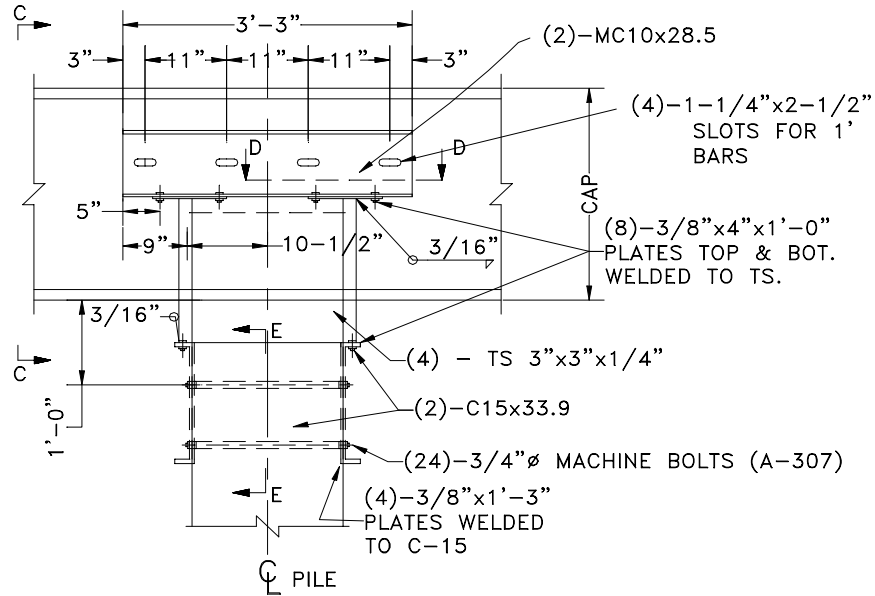 C
3'-3"
3"
11"
11"
11"
3"
(2)-MC10x28.5
(4)-1-1/4"x2-1/2"
SLOTS FOR 1'
BARS
D
D
CAP
5"
9"
10-1/2"
3/16"
(8)-3/8"x4"x1'-0"
PLATES TOP & BOT.
WELDED TO TS.
3/16"
E
C
(4) - TS 3"x3"x1/4"
1'-0"
(2)-C15x33.9
(24)-3/4"ø MACHINE BOLTS (A-307)
E
(4)-3/8"x1'-3"
PLATES WELDED
TO C-15
℄ PILE